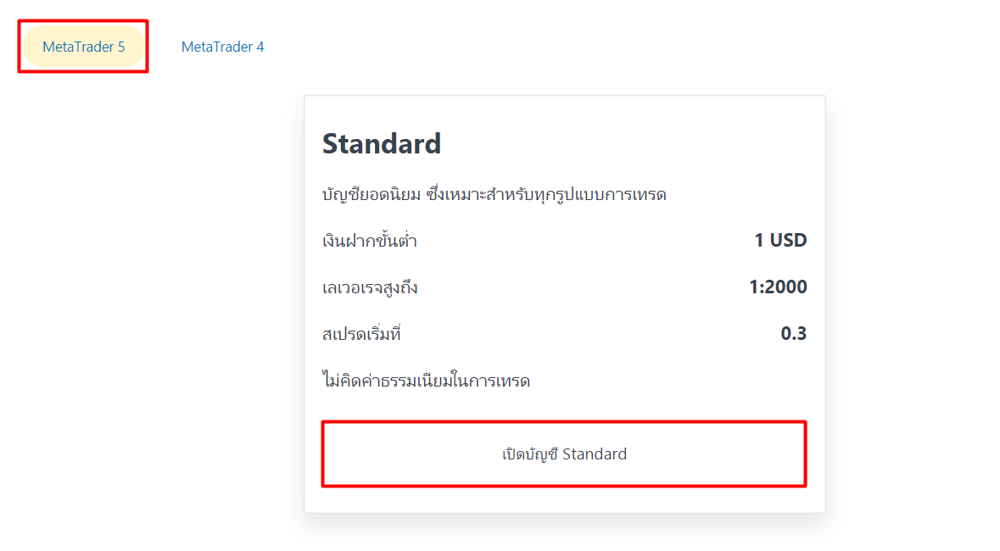 MetaTrader 5 MetaTrader 4
Standard
บัญชียอดนิยม ซึ่งเหมาะสำหรับทุกรูปแบบการเทรด
เงินฝากขั้นต่ำ 1 USD
เลเวอเรจสูงถึง 1:2000
สเปรดเริ่มที่ 0.3
ไม่คิดค่าธรรมเนียมในการเทรด
เปิดบัญชี Standard